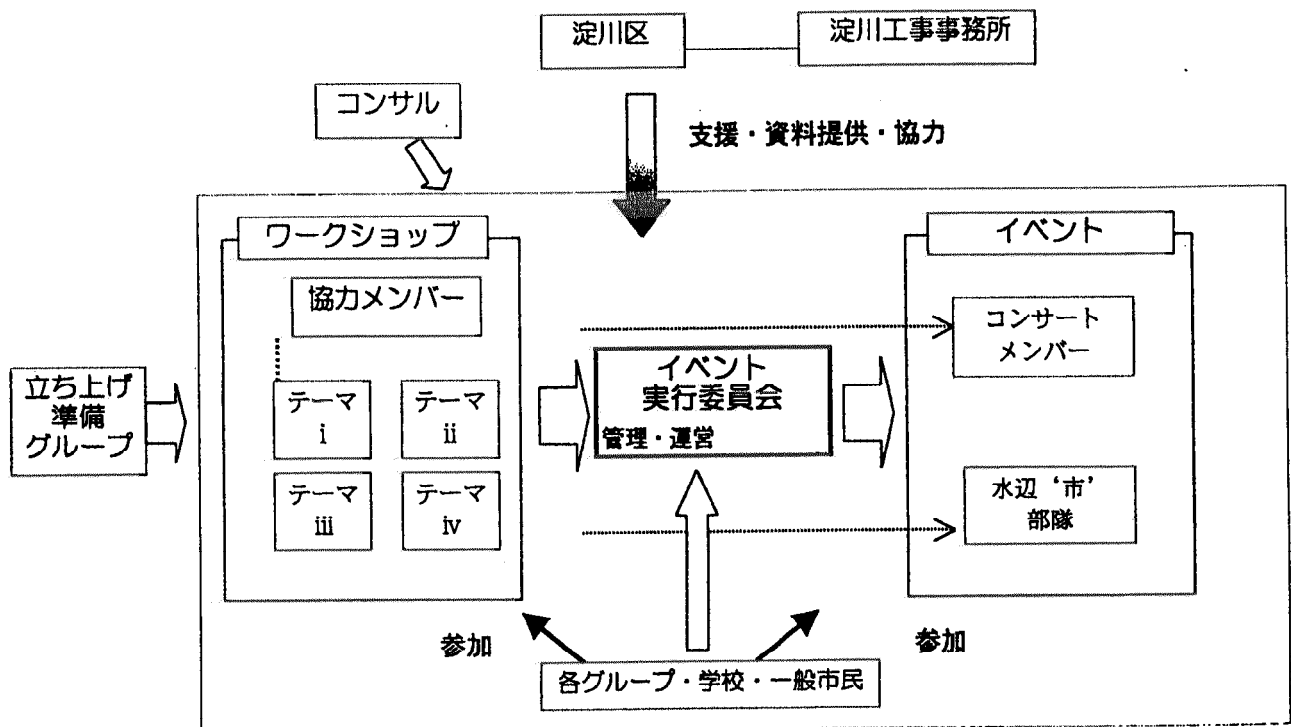 淀川区
淀川工事事務所
コンサル
支援・資料提供・協力
ワークショップ
イベント
協力メンバー
コンサート
メンバー
立ち上げ
準備
グループ
テーマ
i
テーマ
ii
イベント
実行委員会
管理・運営
テーマ
iii
テーマ
iv
水辺‘市’
部隊
参加
参加
各グループ・学校・一般市民